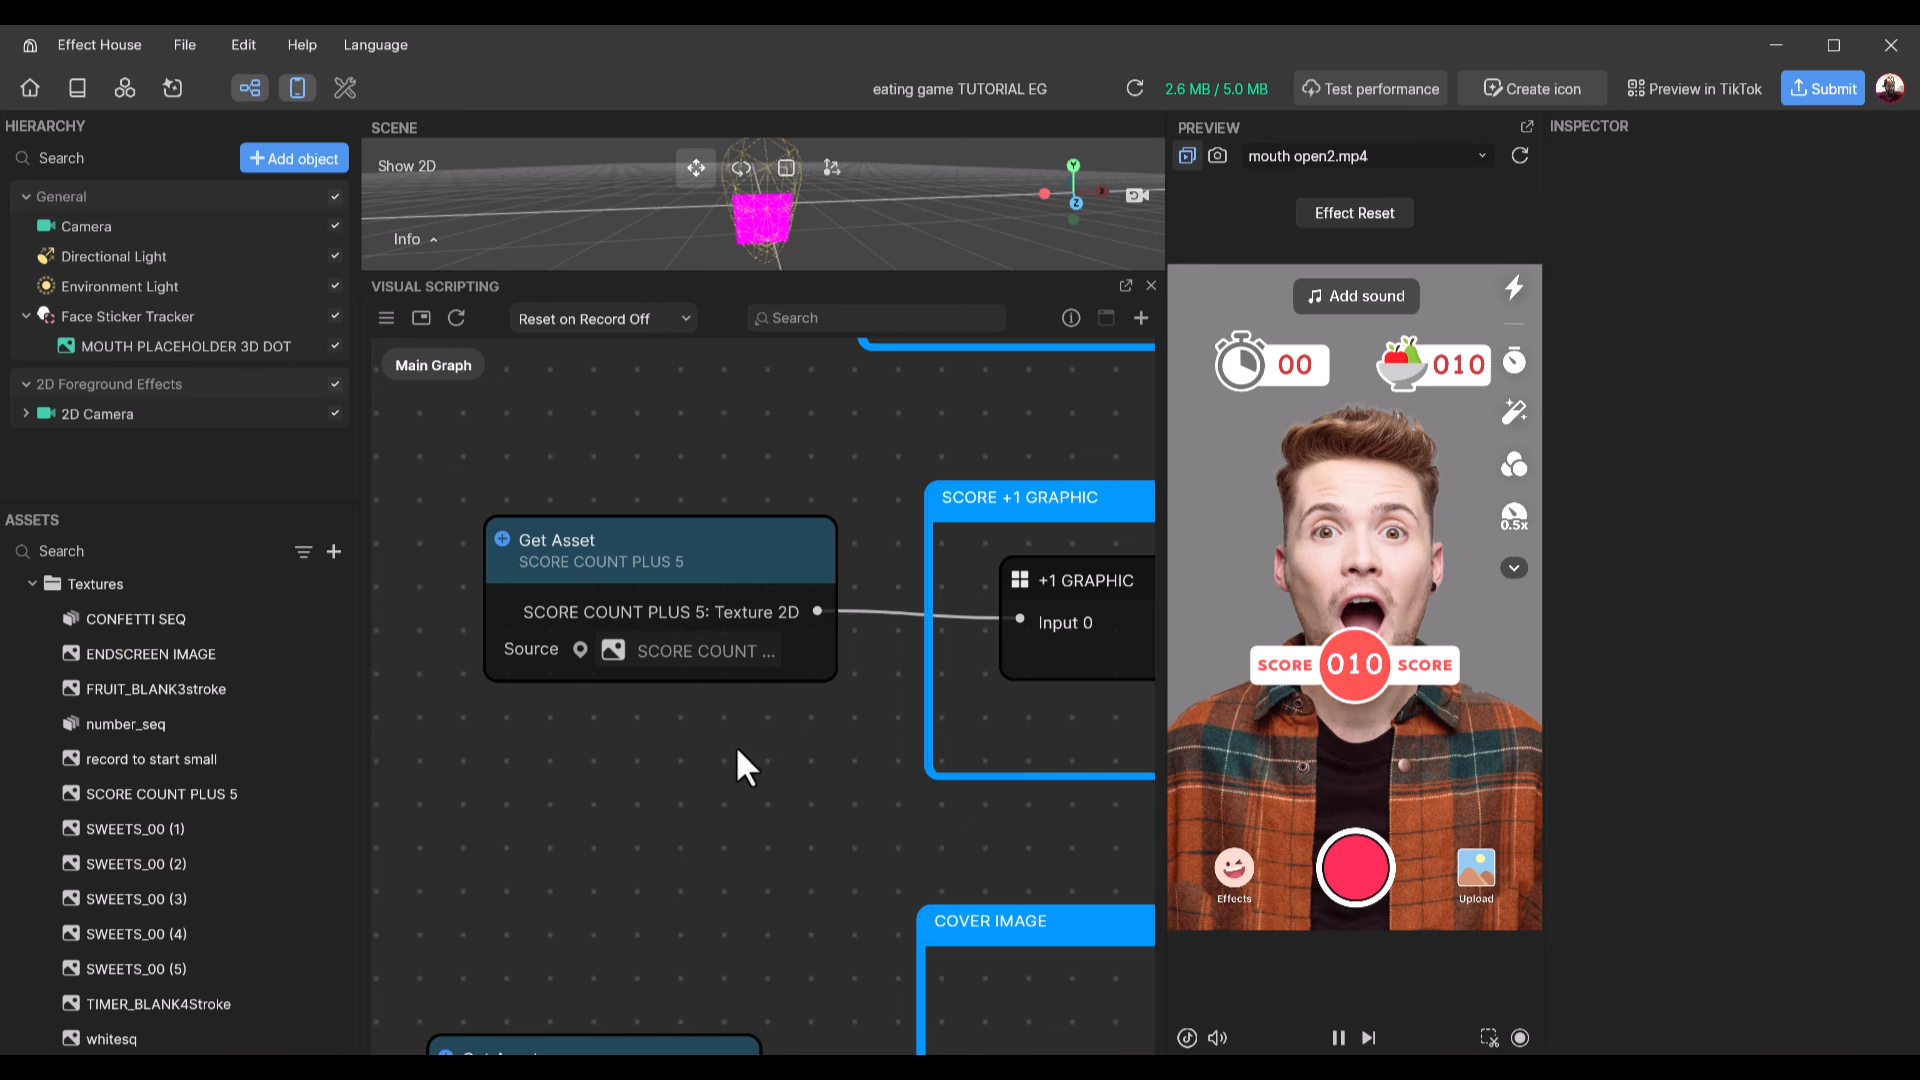 Effect House File Edit Help Language
eating game TUTORIAL EG 2.6 MB / 5.0 MB Test performance Create icon Preview in TikTok Submit
HIERARCHY
Search
Add object
General
Camera
Directional Light
Environment Light
Face Sticker Tracker
MOUTH PLACEHOLDER 3D DOT
2D Foreground Effects
2D Camera
ASSETS
Search
Textures
CONFETTI SEQ
ENDSCREEN IMAGE
FRUIT_BLANK3stroke
number_seq
record to start small
SCORE COUNT PLUS 5
SWEETS_00 (1)
SWEETS_00 (2)
SWEETS_00 (3)
SWEETS_00 (4)
SWEETS_00 (5)
TIMER_BLANK4Stroke
whitesq
SCENE
Show 2D
Info
Y
X
Z
VISUAL SCRIPTING
Reset on Record Off
Search
Main Graph
Get Asset
SCORE COUNT PLUS 5
SCORE COUNT PLUS 5: Texture 2D
Source SCORE COUNT ...
SCORE +1 GRAPHIC
+1 GRAPHIC
Input 0
COVER IMAGE
PREVIEW
mouth open2.mp4
Effect Reset
Add sound
00
010
0.5x
SCORE 010 SCORE
Effects
Upload
INSPECTOR